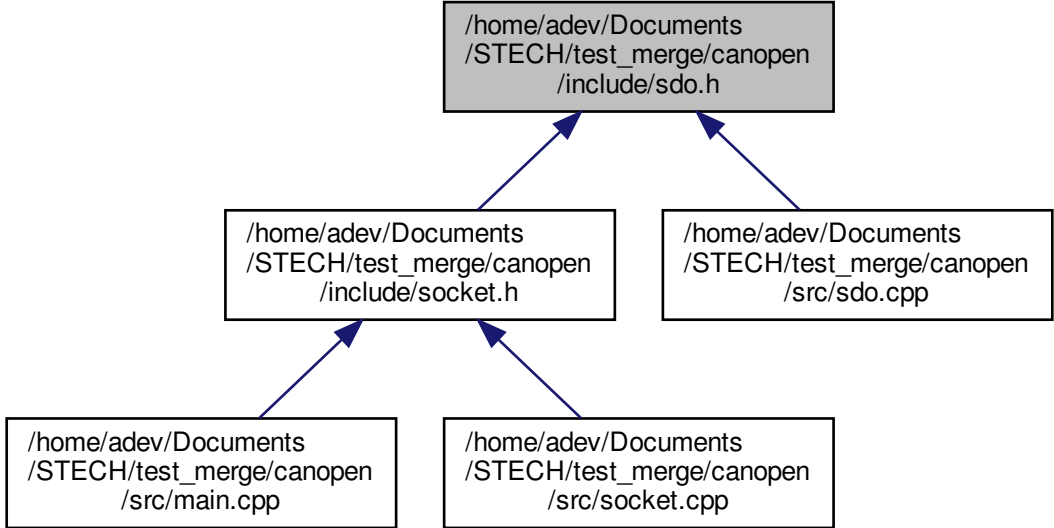 /home/adev/Documents
/STECH/test_merge/canopen
/include/sdo.h
/home/adev/Documents
/STECH/test_merge/canopen
/include/socket.h
/home/adev/Documents
/STECH/test_merge/canopen
/src/sdo.cpp
/home/adev/Documents
/STECH/test_merge/canopen
/src/main.cpp
/home/adev/Documents
/STECH/test_merge/canopen
/src/socket.cpp